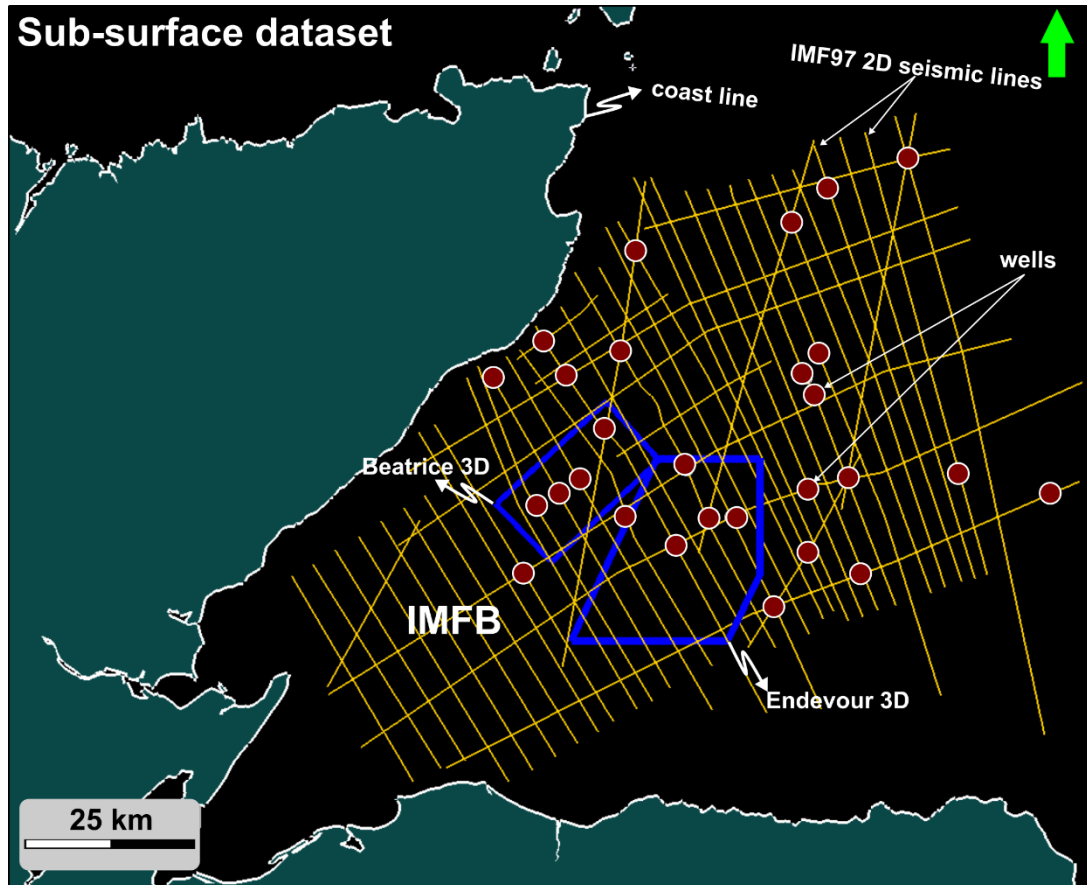 Sub-surface dataset
IMF97 2D seismic lines
coast line
wells
Beatrice 3D
IMFB
Endevour 3D
25 km